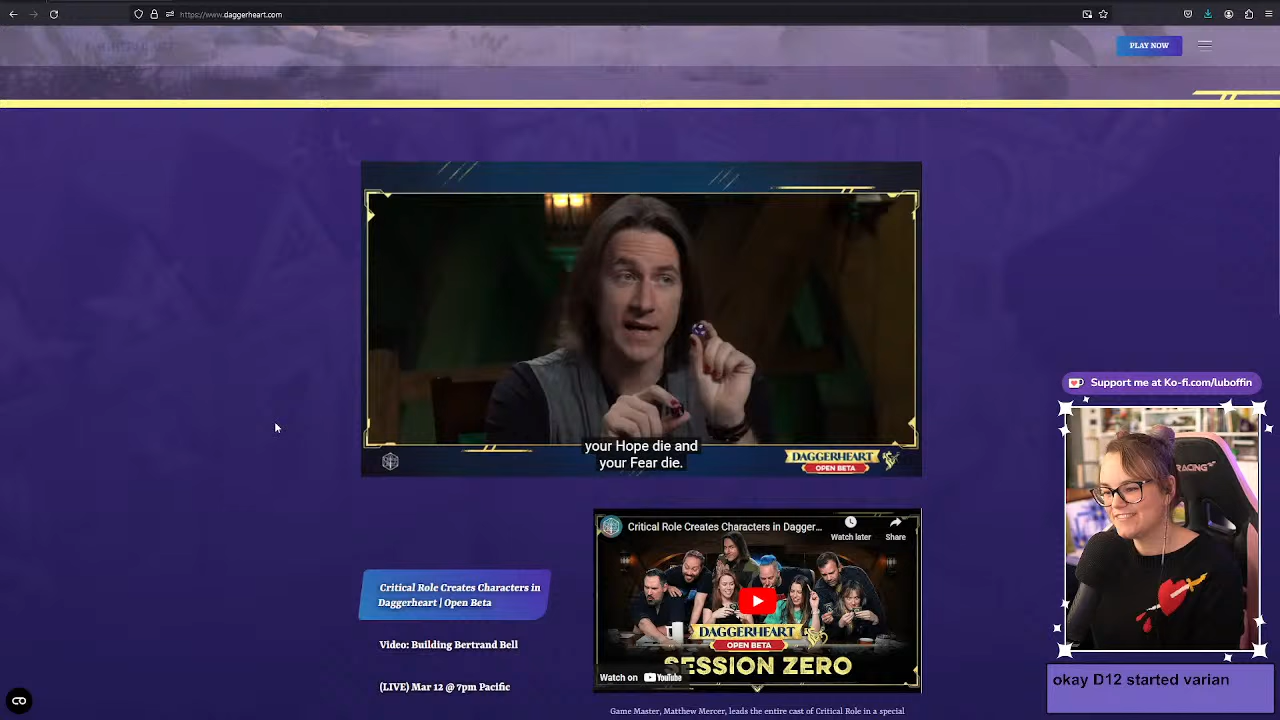 https://www.daggerheart.com
PLAY NOW
your Hope die and
your Fear die.
DAGGERHEART
OPEN BETA
Support me at Ko-fi.com/luboffin
RACING
Critical Role Creates Characters in Dagger...
Watch later
Share
Critical Role Creates Characters in
Daggerheart | Open Beta
DAGGERHEART
OPEN BETA
SESSION ZERO
Video: Building Bertrand Bell
Watch on YouTube
okay D12 started varian
(LIVE) Mar 12 @ 7pm Pacific
Game Master, Matthew Mercer, leads the entire cast of Critical Role in a special